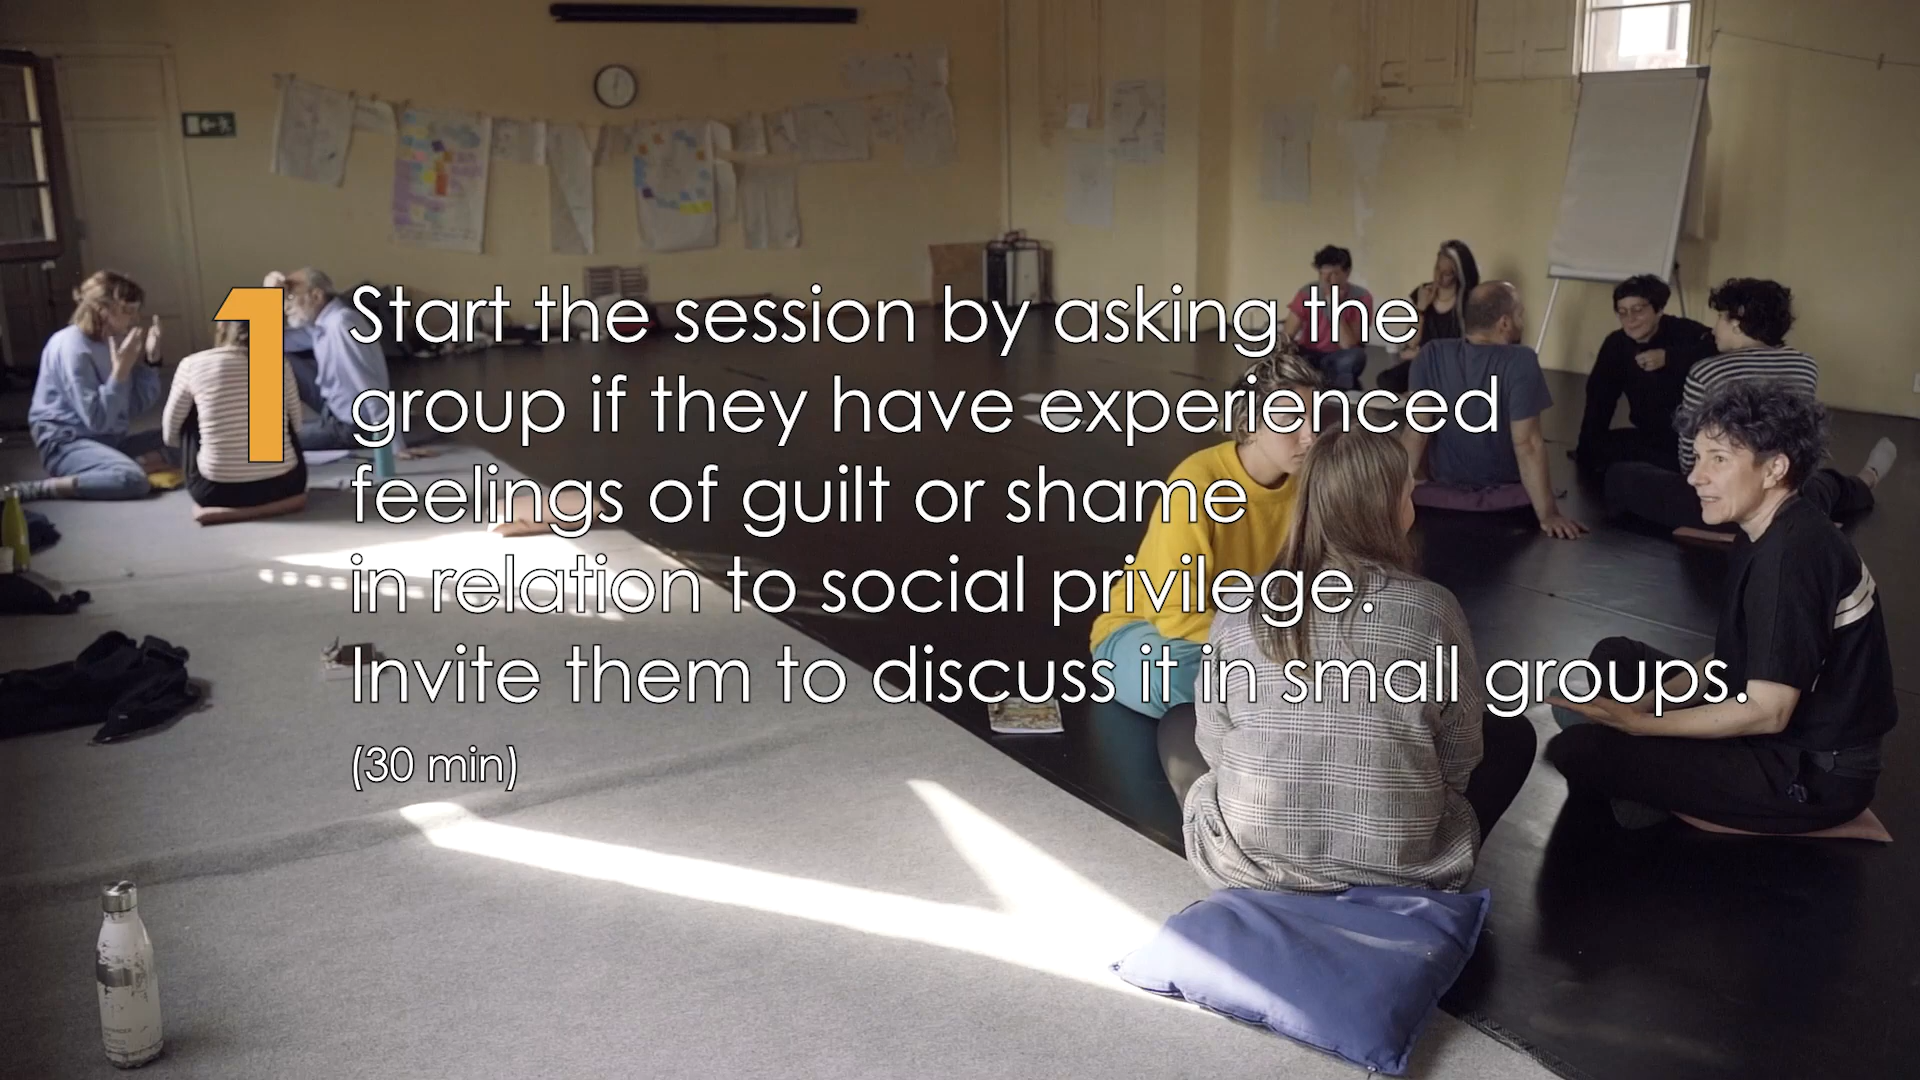 1
Start the session by asking the
group if they have experienced
feelings of guilt or shame
in relation to social privilege.
Invite them to discuss it in small groups.
(30 min)